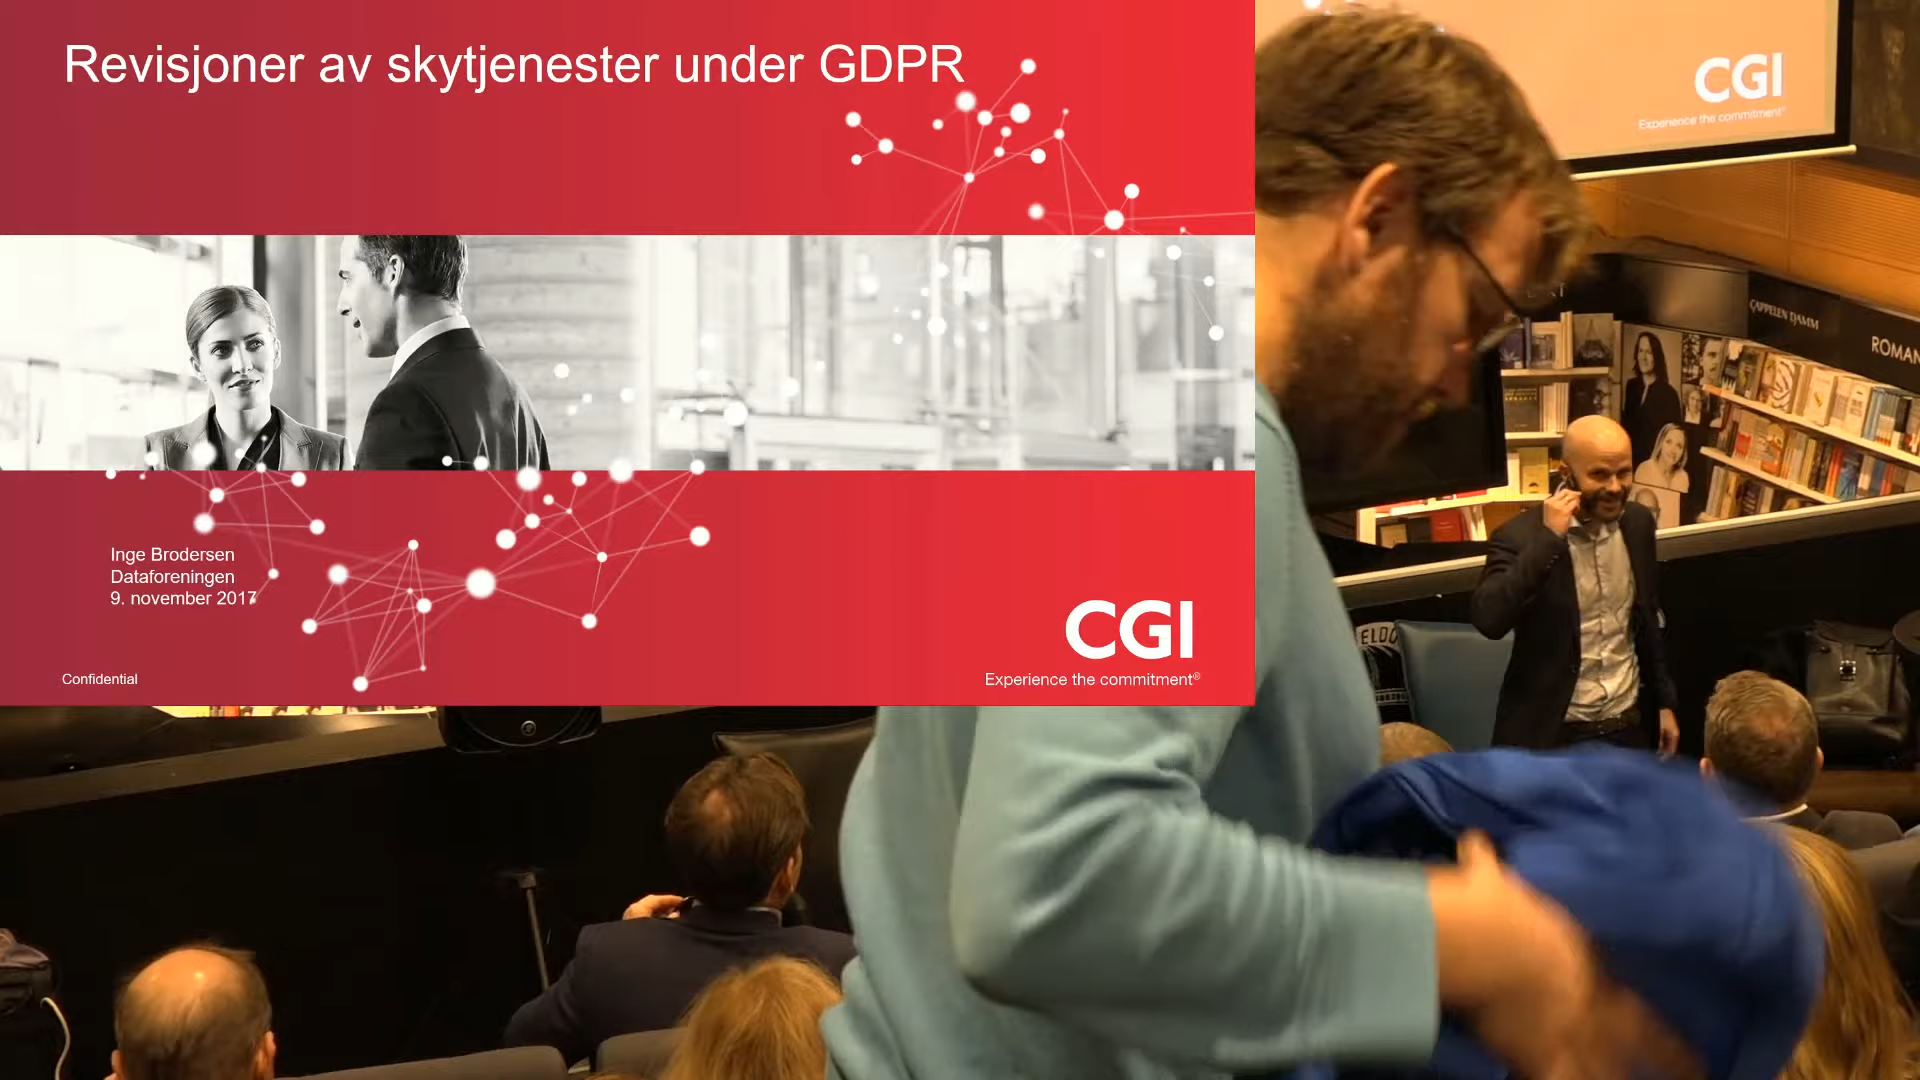 Revisjoner av skytjenester under GDPR
Inge Brodersen
Dataforeningen
9. november 2017
CGI
Experience the commitment®
Confidential
CGI
Experience the commitment®
CAPPELEN DAMM
ROMAN
ELDO